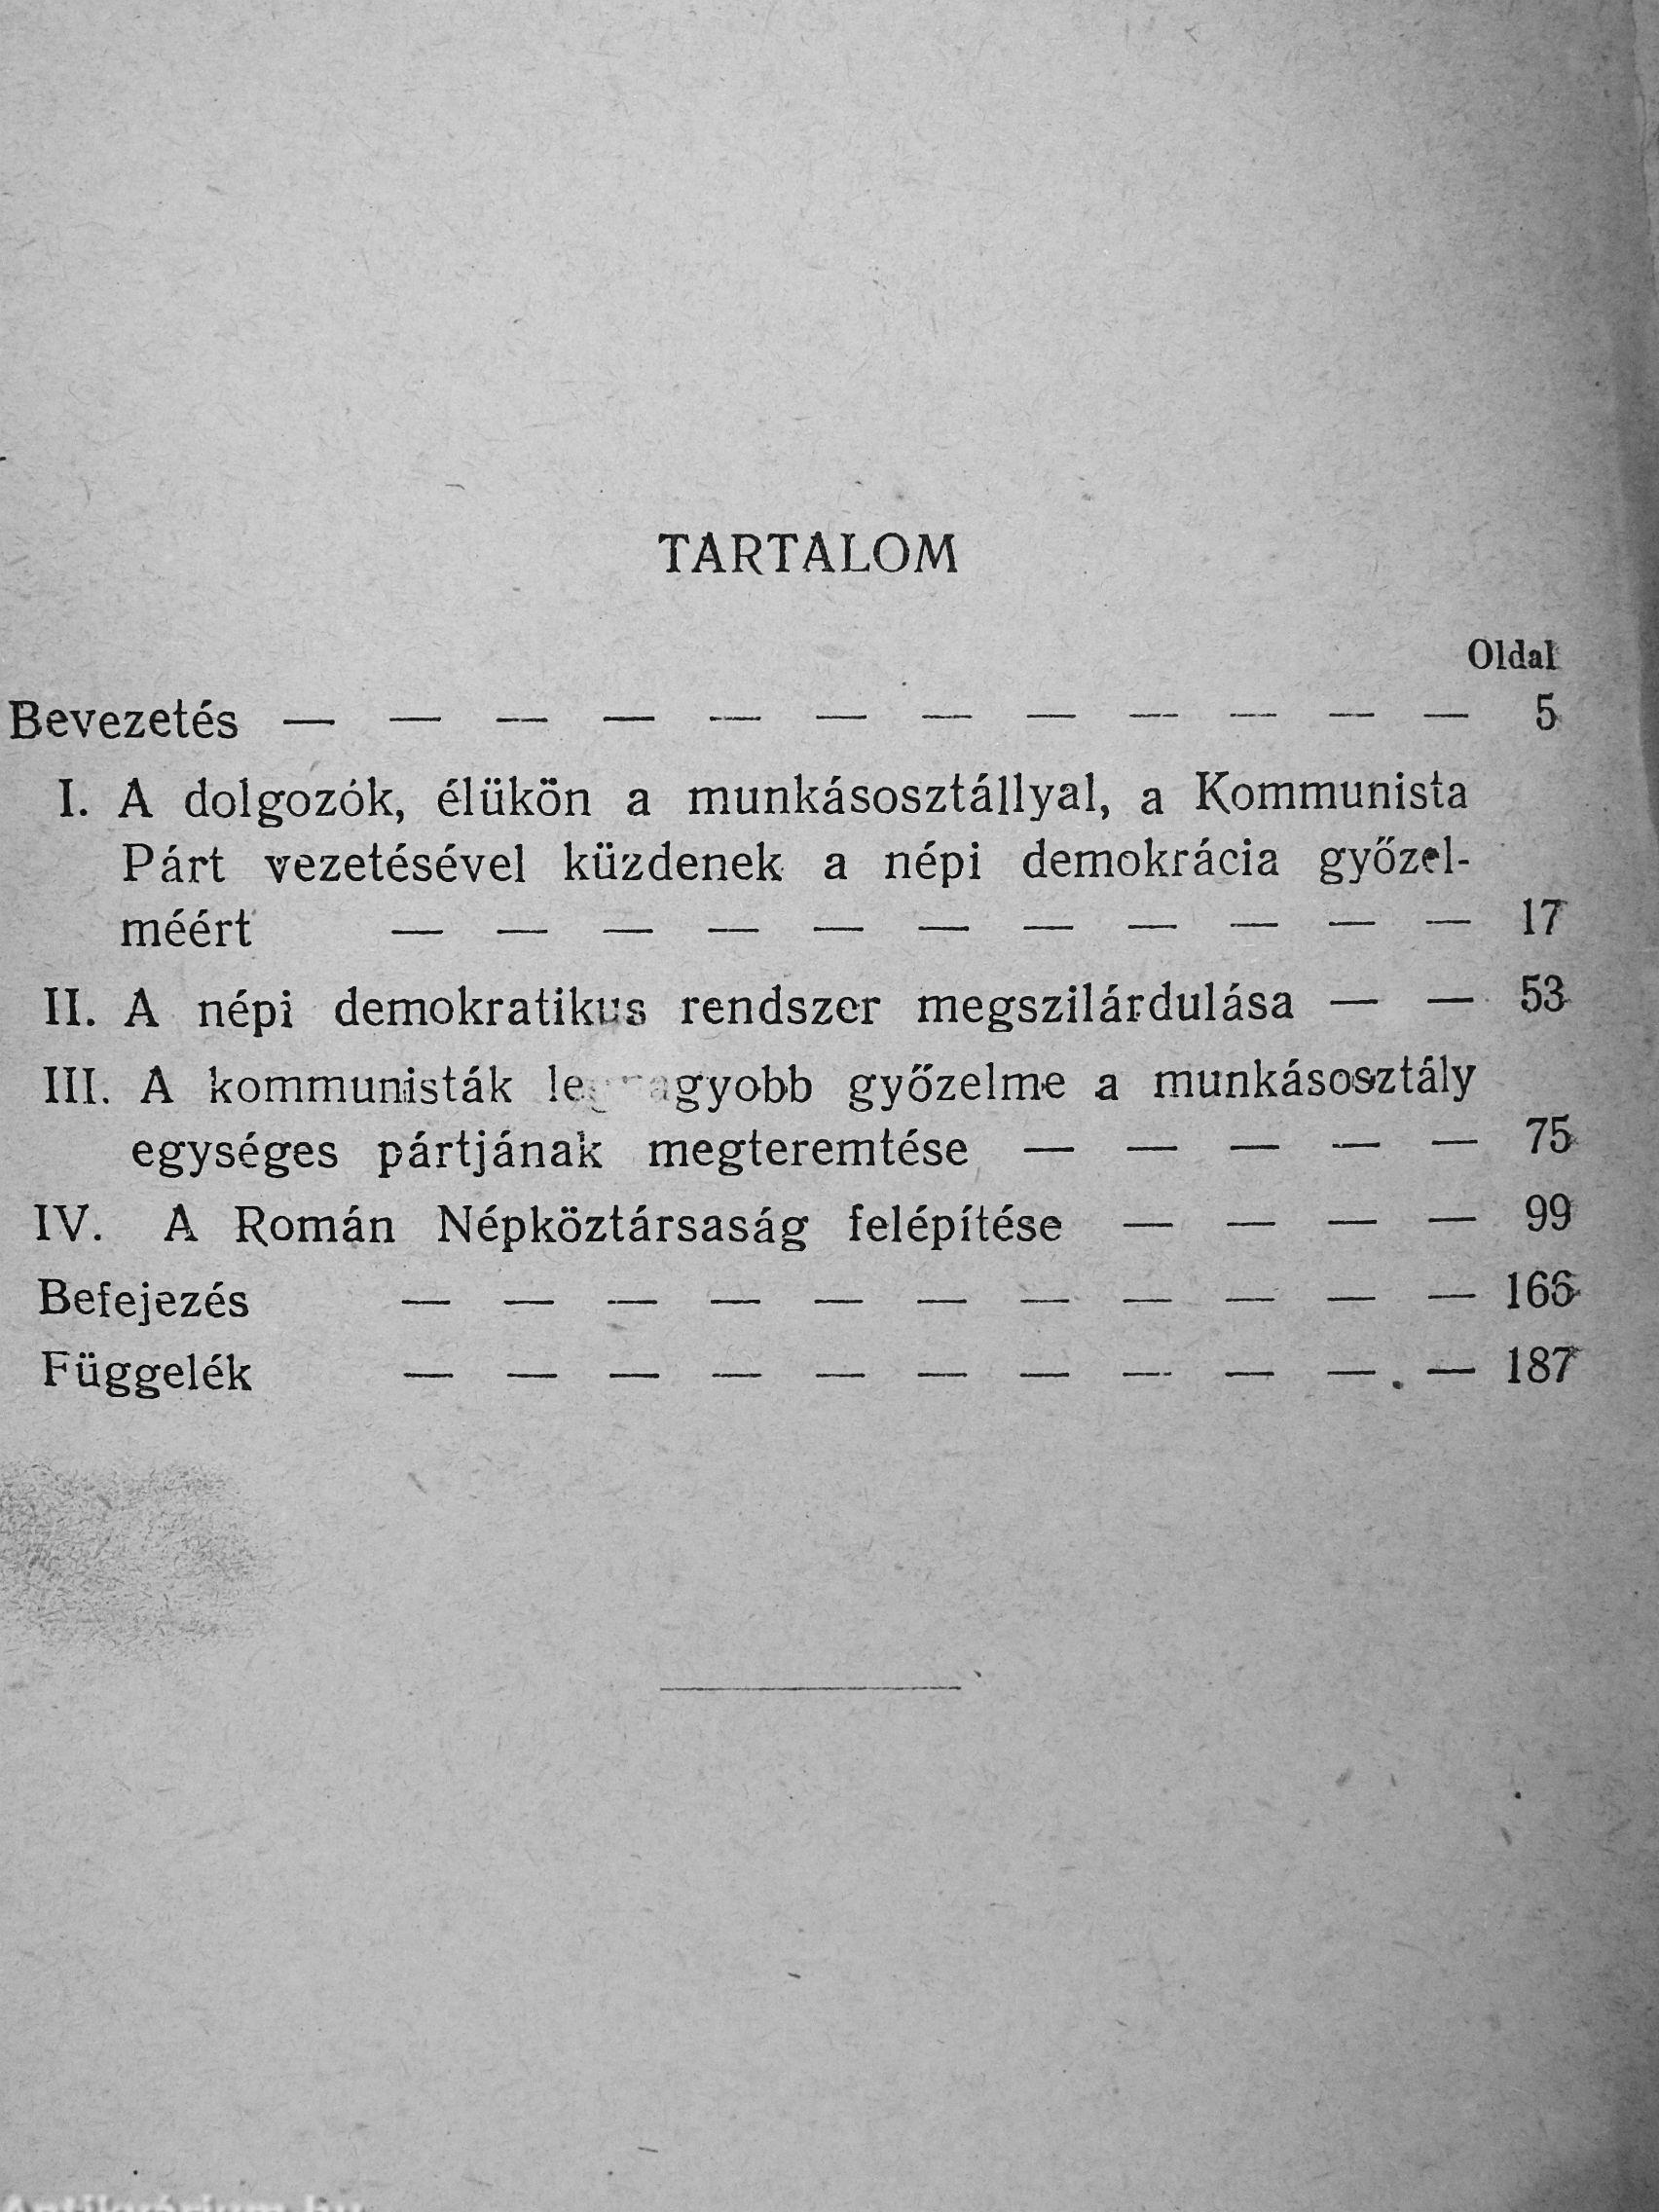 TARTALOM
Oldal
Bevezetés — — — — — — — — — — — — 5
I. A dolgozók, élükön a munkásosztállyal, a Kommunista
Párt vezetésével küzdenek a népi demokrácia győzel-
méért — — — — — — — — — — — 17
II. A népi demokratikus rendszer megszilárdulása — — 53
III. A kommunisták legnagyobb győzelme a munkásosztály
egységes pártjának megteremtése — — — — — 75
IV. A Román Népköztársaság felépítése — — — — 99
Befejezés — — — — — — — — — — — 166
Függelék — — — — — — — — — — — 187